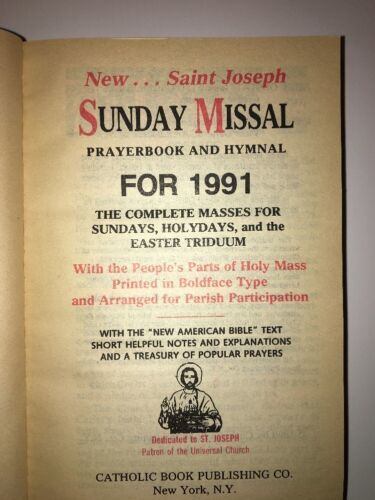 New . . . Saint Joseph
SUNDAY MISSAL
PRAYERBOOK AND HYMNAL
FOR 1991
THE COMPLETE MASSES FOR
SUNDAYS, HOLYDAYS, and the
EASTER TRIDUUM
With the People's Parts of Holy Mass
Printed in Boldface Type
and Arranged for Parish Participation
WITH THE "NEW AMERICAN BIBLE" TEXT
SHORT HELPFUL NOTES AND EXPLANATIONS
AND A TREASURY OF POPULAR PRAYERS
Dedicated to ST. JOSEPH
Patron of the Universal Church
CATHOLIC BOOK PUBLISHING CO.
New York, N.Y.